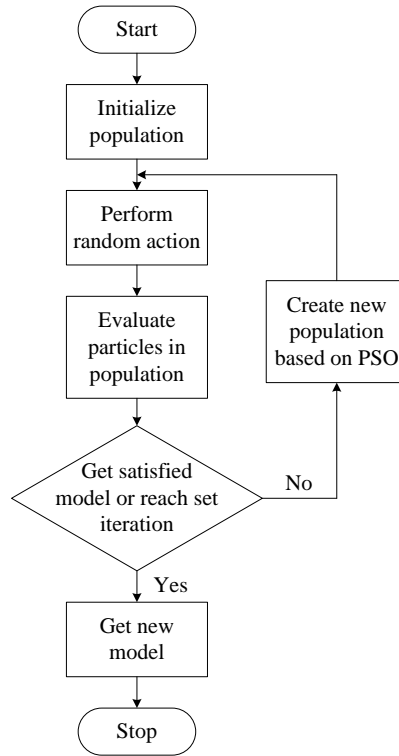 Start
Initialize
population
Perform
random action
Evaluate
particles in
population
Create new
population
based on PSO
Get satisfied
model or reach set
iteration
No
Yes
Get new
model
Stop